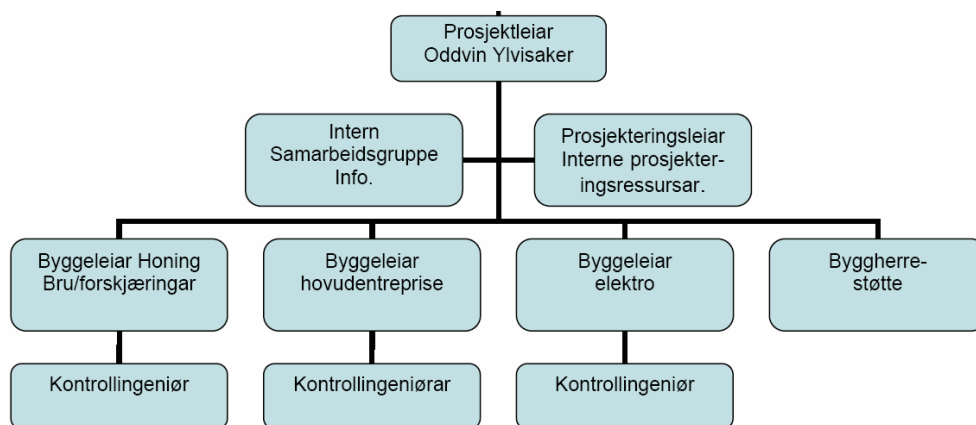 Prosjektleiar
Oddvin Ylvisaker
Intern
Samarbeidsgruppe
Info.
Prosjekteringsleiar
Interne prosjekter-
ingsressursar.
Byggeleiar Honing
Bru/forskjæringar
Byggeleiar
hovudentreprise
Byggeleiar
elektro
Byggherre-
støtte
Kontrollingeniør
Kontrollingeniørar
Kontrollingeniør